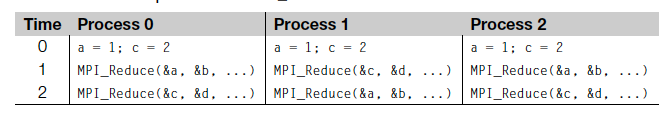 Time Process 0 Process 1 Process 2
0 a = 1; c = 2 a = 1; c = 2 a = 1; c = 2
1 MPI_Reduce(&a, &b, ...) MPI_Reduce(&c, &d, ...) MPI_Reduce(&a, &b, ...)
2 MPI_Reduce(&c, &d, ...) MPI_Reduce(&a, &b, ...) MPI_Reduce(&c, &d, ...)